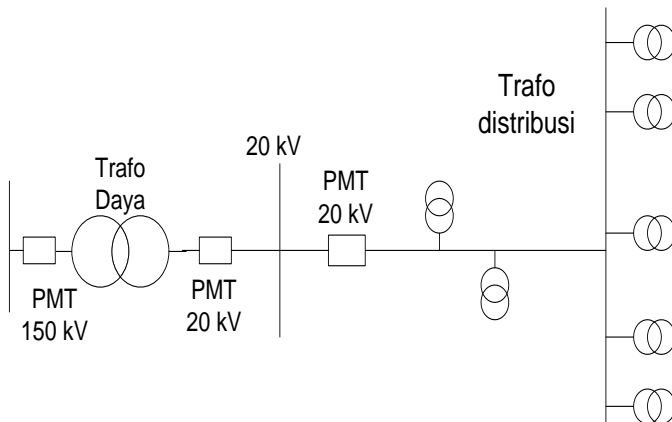 Trafo
distribusi
20 kV
Trafo
Daya
PMT
20 kV
PMT
150 kV
PMT
20 kV